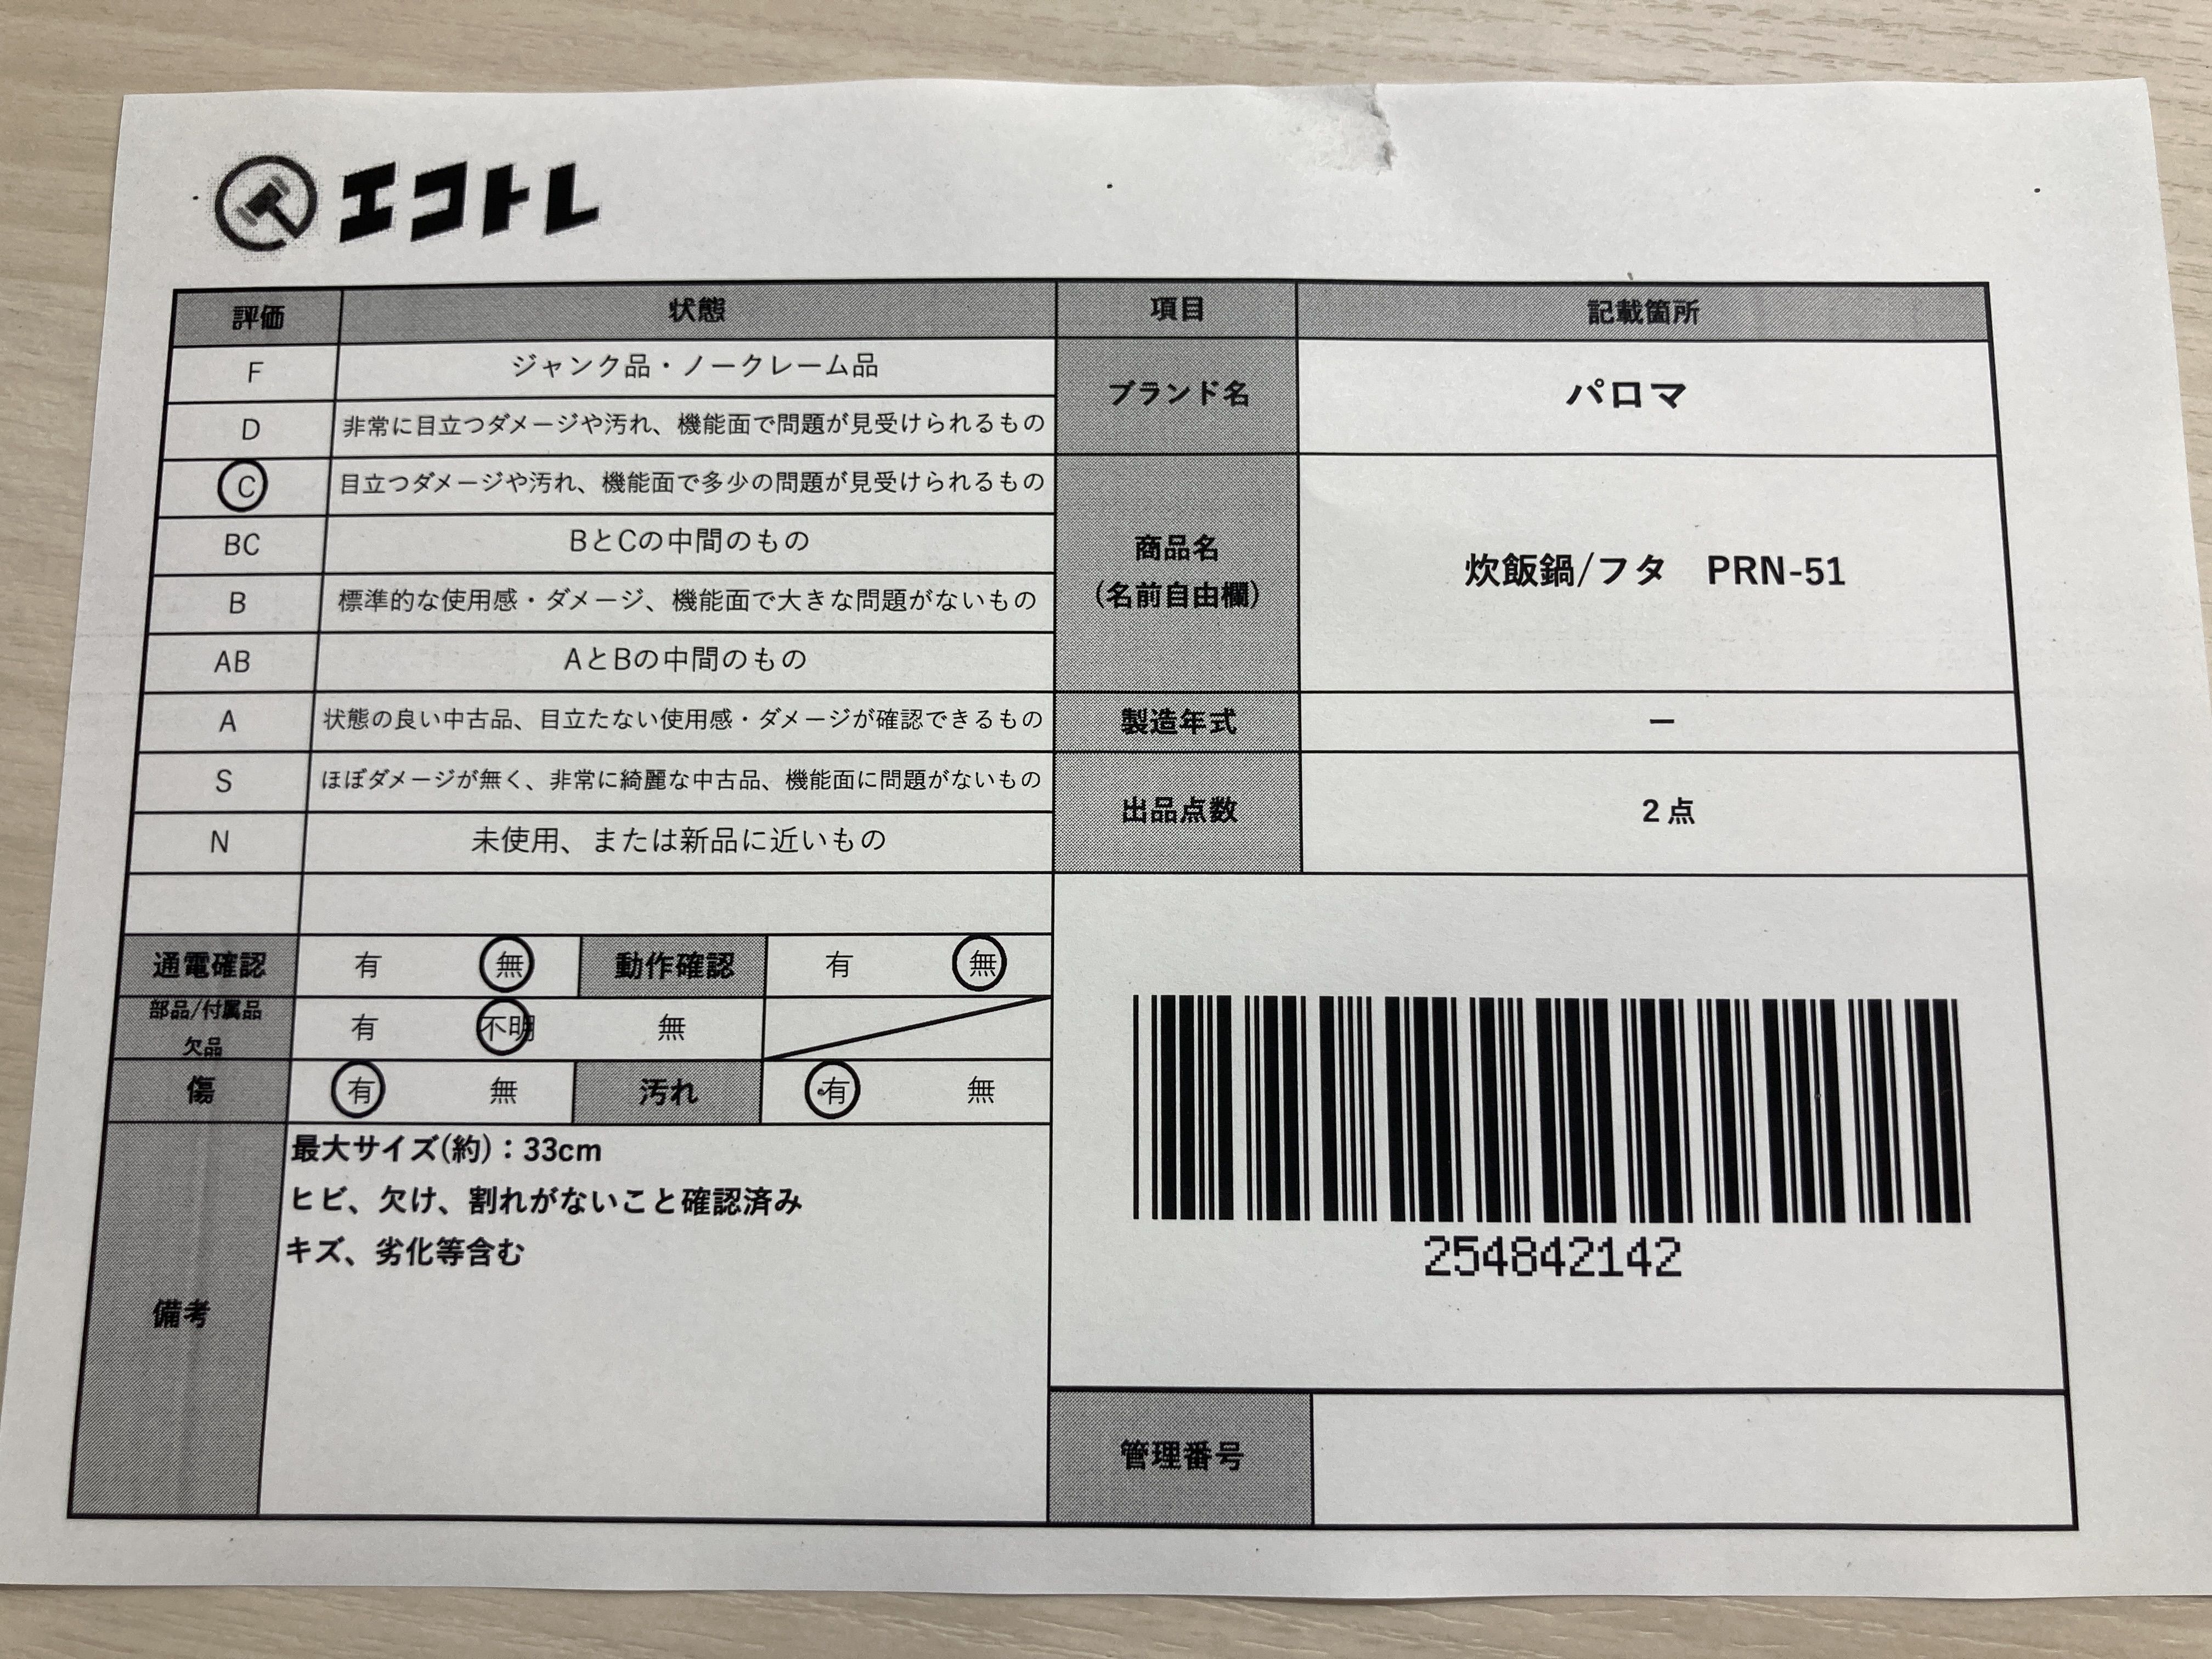 エコトレ
評価 状態 項目 記載箇所
F ジャンク品・ノークレーム品
D 非常に目立つダメージや汚れ、機能面で問題が見受けられるもの
ブランド名 パロマ
C 目立つダメージや汚れ、機能面で多少の問題が見受けられるもの
BC BとCの中間のもの
B 標準的な使用感・ダメージ、機能面で大きな問題がないもの
AB AとBの中間のもの
商品名
(名前自由欄)
炊飯鍋/フタ PRN-51
A 状態の良い中古品、目立たない使用感・ダメージが確認できるもの
製造年式 ー
S ほぼダメージが無く、非常に綺麗な中古品、機能面に問題がないもの
N 未使用、または新品に近いもの
出品点数 2点
通電確認 有 無 動作確認 有 無
部品/付属品
欠品
有 不明 無
傷 有 無 汚れ 有 無
備考
最大サイズ(約)：33cm
ヒビ、欠け、割れがないこと確認済み
キズ、劣化等含む
254842142
管理番号